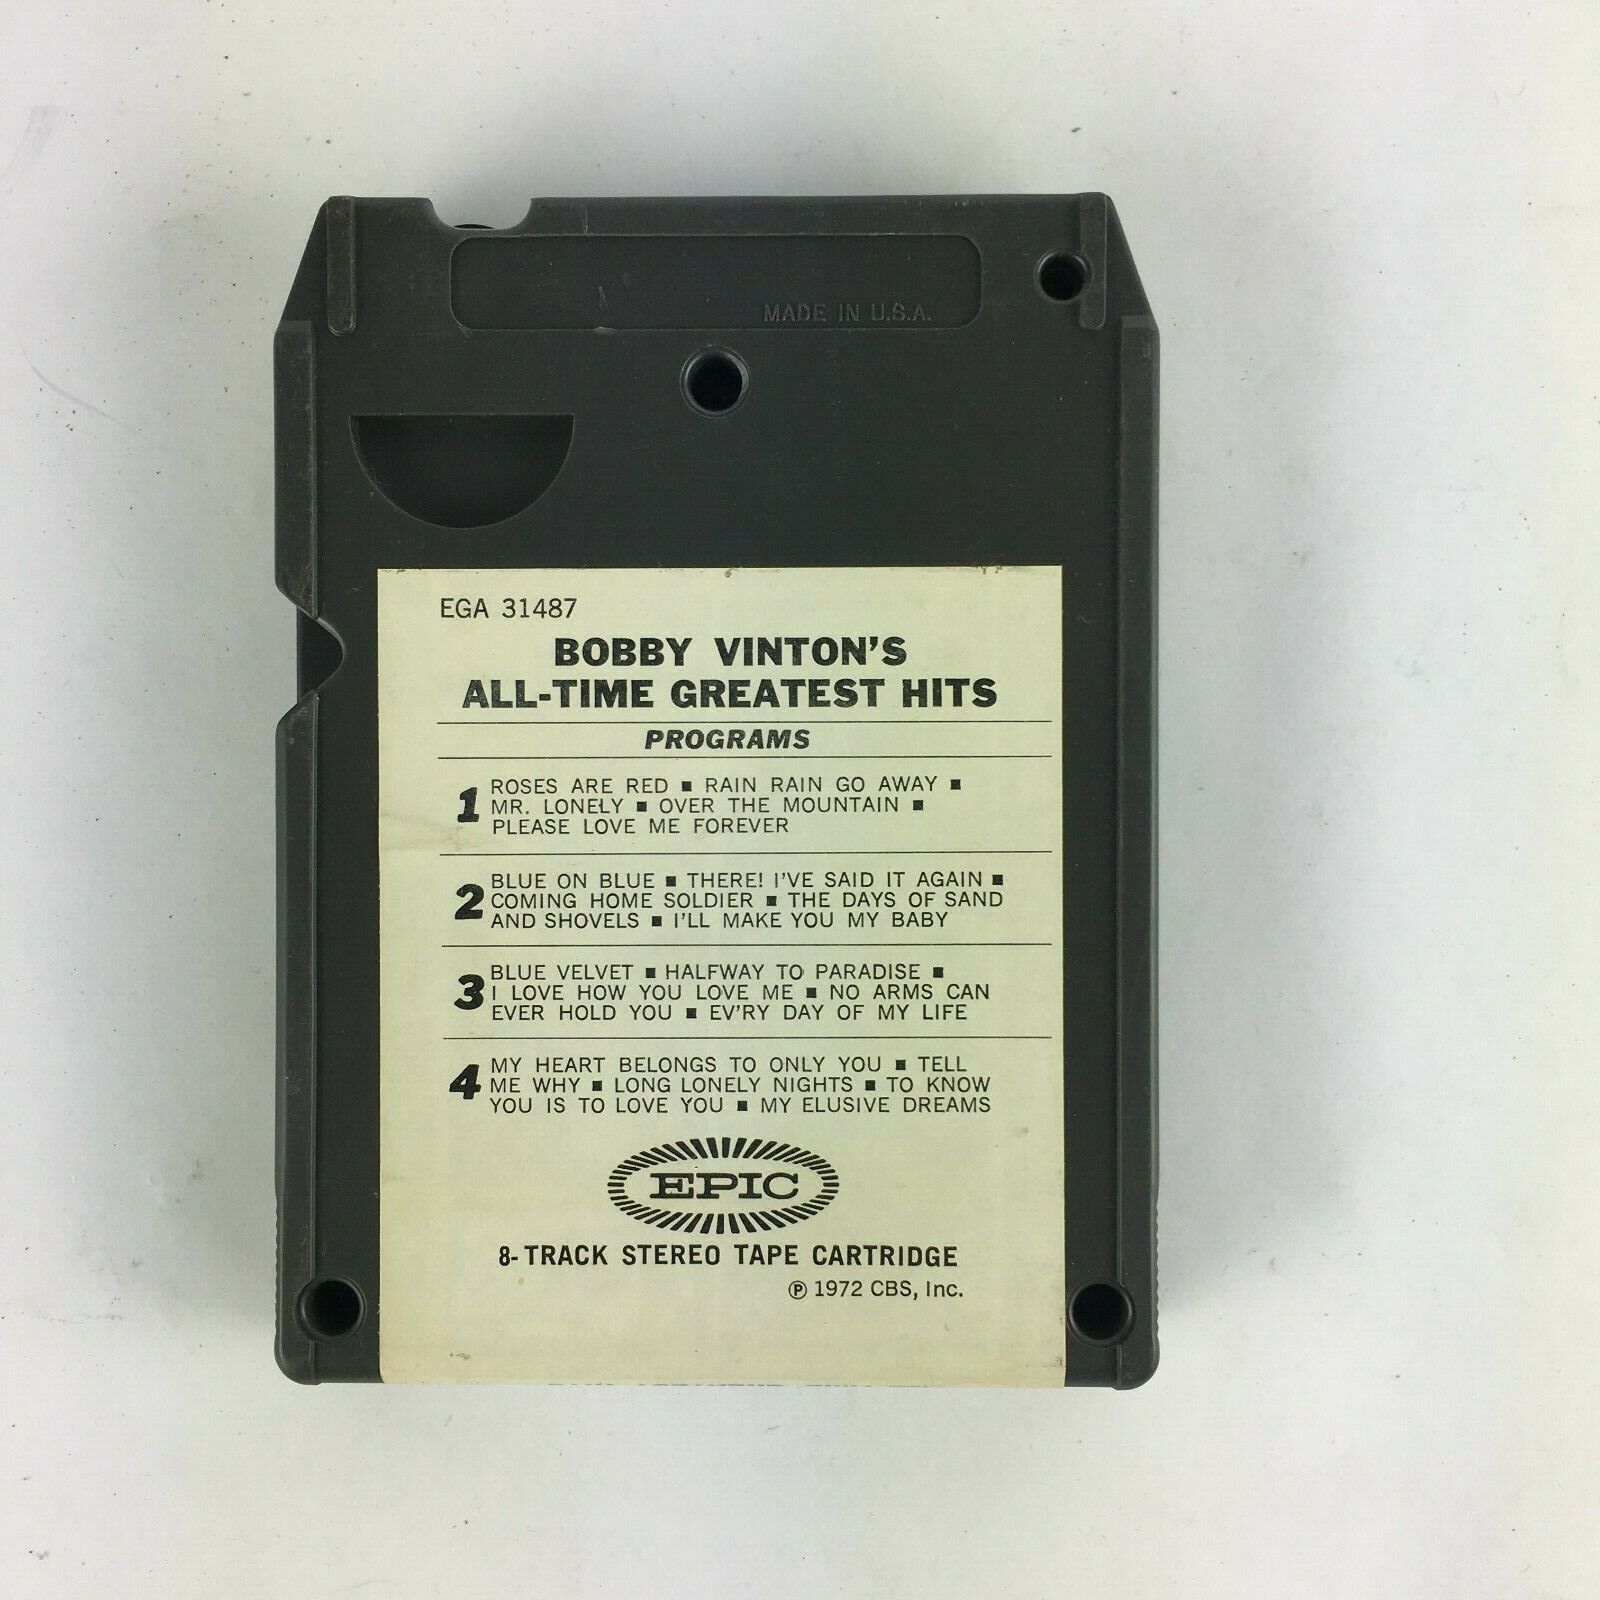 MADE IN U.S.A.
EGA 31487
BOBBY VINTON'S
ALL-TIME GREATEST HITS
PROGRAMS
1 ROSES ARE RED ■ RAIN RAIN GO AWAY ■
MR. LONELY ■ OVER THE MOUNTAIN ■
PLEASE LOVE ME FOREVER
2 BLUE ON BLUE ■ THERE! I'VE SAID IT AGAIN ■
COMING HOME SOLDIER ■ THE DAYS OF SAND
AND SHOVELS ■ I'LL MAKE YOU MY BABY
3 BLUE VELVET ■ HALFWAY TO PARADISE ■
I LOVE HOW YOU LOVE ME ■ NO ARMS CAN
EVER HOLD YOU ■ EV'RY DAY OF MY LIFE
4 MY HEART BELONGS TO ONLY YOU ■ TELL
ME WHY ■ LONG LONELY NIGHTS ■ TO KNOW
YOU IS TO LOVE YOU ■ MY ELUSIVE DREAMS
EPIC
8-TRACK STEREO TAPE CARTRIDGE
℗ 1972 CBS, Inc.